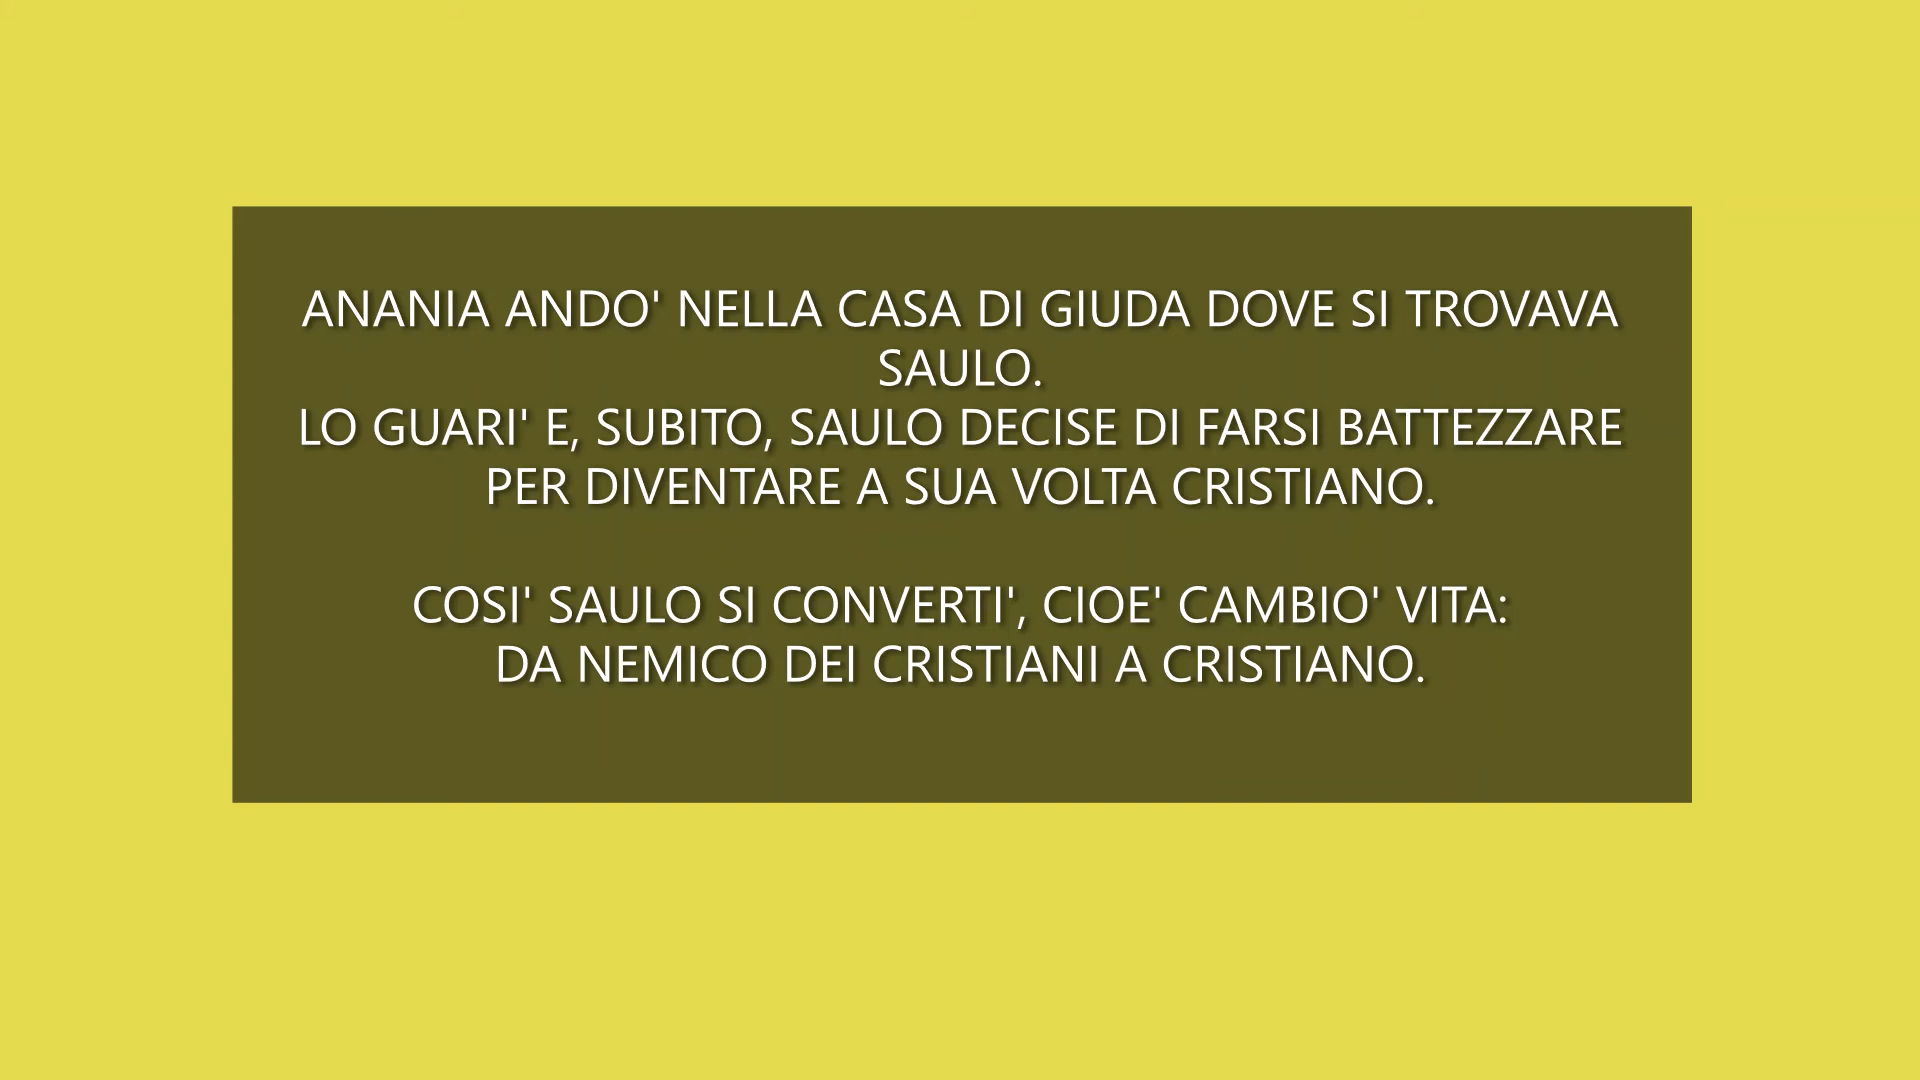 ANANIA ANDO' NELLA CASA DI GIUDA DOVE SI TROVAVA
SAULO.
LO GUARI' E, SUBITO, SAULO DECISE DI FARSI BATTEZZARE
PER DIVENTARE A SUA VOLTA CRISTIANO.
COSI' SAULO SI CONVERTI', CIOE' CAMBIO' VITA:
DA NEMICO DEI CRISTIANI A CRISTIANO.